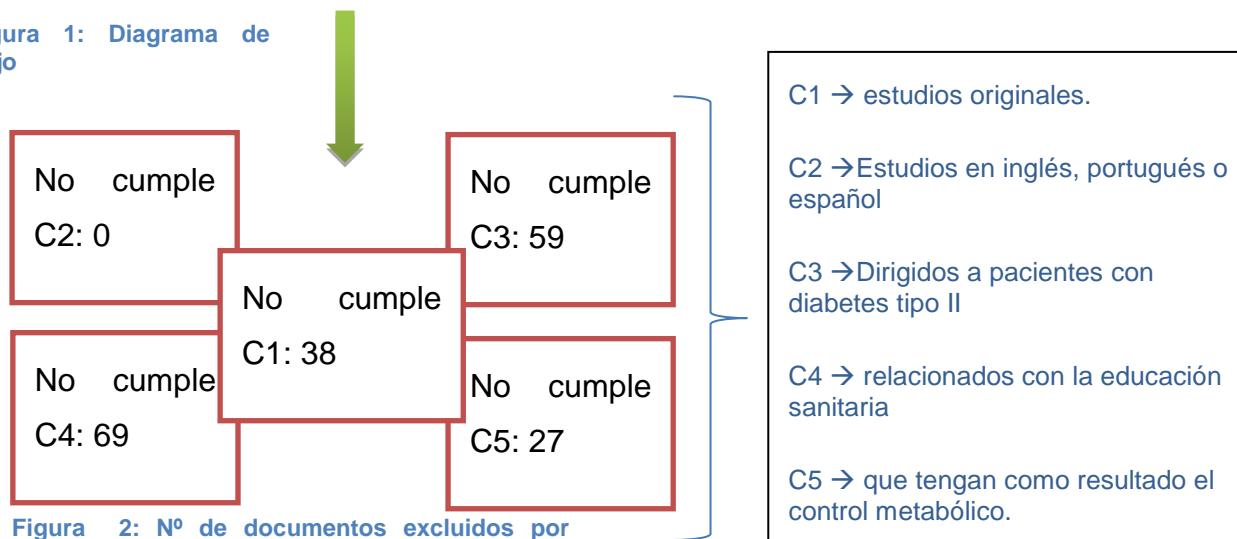 gura 1: Diagrama de
jo
No cumple
C2: 0
No cumple
C3: 59
No cumple
C1: 38
No cumple
C4: 69
No cumple
C5: 27
Figura 2: Nº de documentos excluidos por
C1 → estudios originales.
C2 →Estudios en inglés, portugués o
español
C3 →Dirigidos a pacientes con
diabetes tipo II
C4 → relacionados con la educación
sanitaria
C5 → que tengan como resultado el
control metabólico.